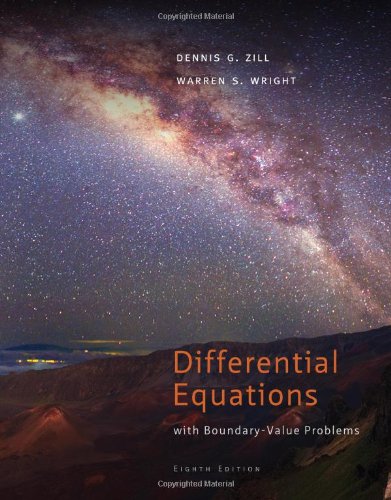 Copyrighted Material
DENNIS G. ZILL
WARREN S. WRIGHT
Differential
Equations
with Boundary-Value Problems
EIGHTH EDITION
Copyrighted Material